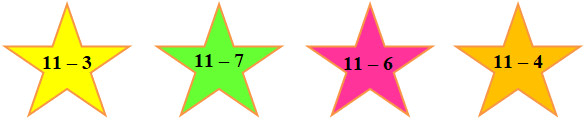 11 – 3
11 – 7
11 – 6
11 – 4